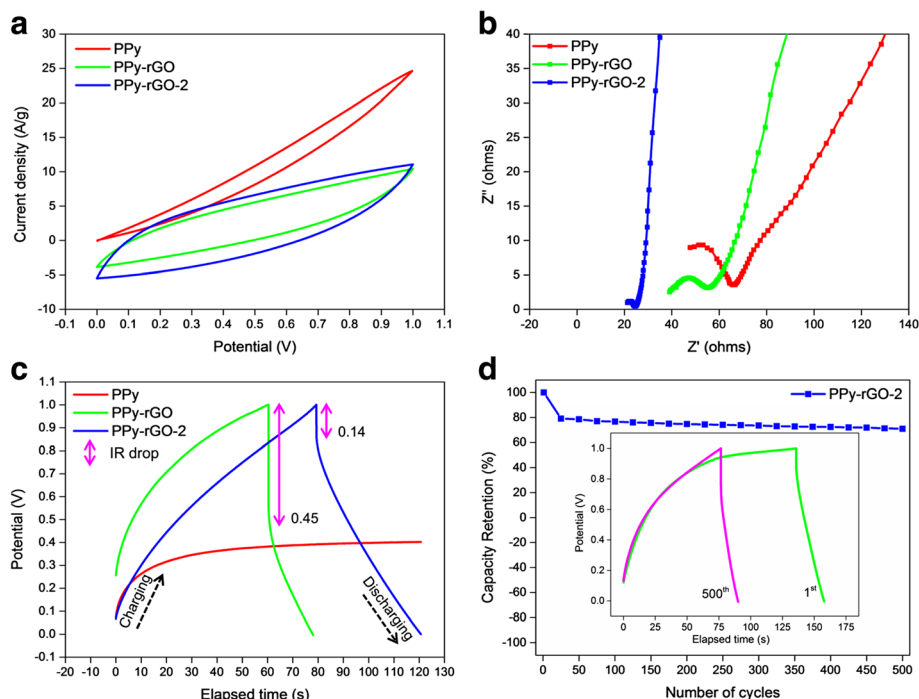 a
30
25
20
15
10
5
0
-5
-10
Current density (A/g)
PPy
PPy-rGO
PPy-rGO-2
-0.1 0.0 0.1 0.2 0.3 0.4 0.5 0.6 0.7 0.8 0.9 1.0 1.1
Potential (V)
b
40
35
30
25
20
15
10
5
0
Z'' (ohms)
PPy
PPy-rGO
PPy-rGO-2
-20 0 20 40 60 80 100 120 140
Z' (ohms)
c
1.1
1.0
0.9
0.8
0.7
0.6
0.5
0.4
0.3
0.2
0.1
0.0
-0.1
Potential (V)
PPy
PPy-rGO
PPy-rGO-2
IR drop
0.14
0.45
Charging
Discharging
-20 -10 0 10 20 30 40 50 60 70 80 90 100 110 120
Elapsed time (s)
d
100
80
60
40
20
0
-20
-40
-60
-80
-100
Capacity Retention (%)
PPy-rGO-2
1.0
0.8
0.6
0.4
0.2
0.0
Potential (V)
500th
1st
0 25 50 75 100 125 150 175
Elapsed time (s)
0 50 100 150 200 250 300 350 400 450 500
Number of cycles